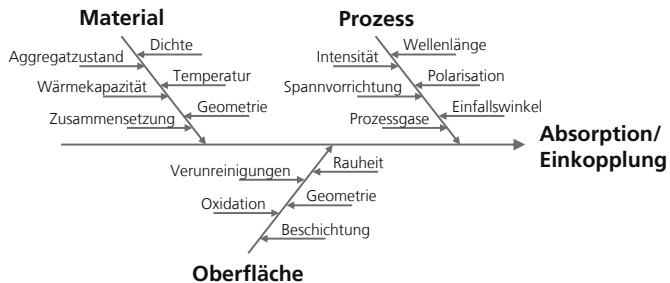 Material
Prozess
Dichte
Aggregatzustand
Temperatur
Wärmekapazität
Geometrie
Zusammensetzung
Wellenlänge
Intensität
Polarisation
Spannvorrichtung
Einfallswinkel
Prozessgase
Absorption/
Einkopplung
Verunreinigungen
Rauheit
Oxidation
Geometrie
Beschichtung
Oberfläche